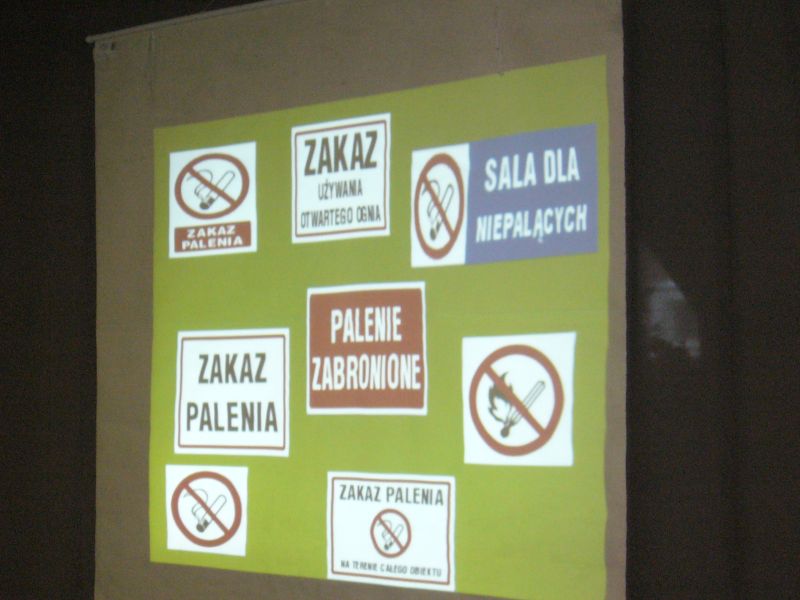 ZAKAZ
PALENIA
ZAKAZ
UŻYWANIA
OTWARTEGO OGNIA
SALA DLA
NIEPALĄCYCH
ZAKAZ
PALENIA
PALENIE
ZABRONIONE
ZAKAZ PALENIA
NA TERENIE CAŁEGO OBIEKTU